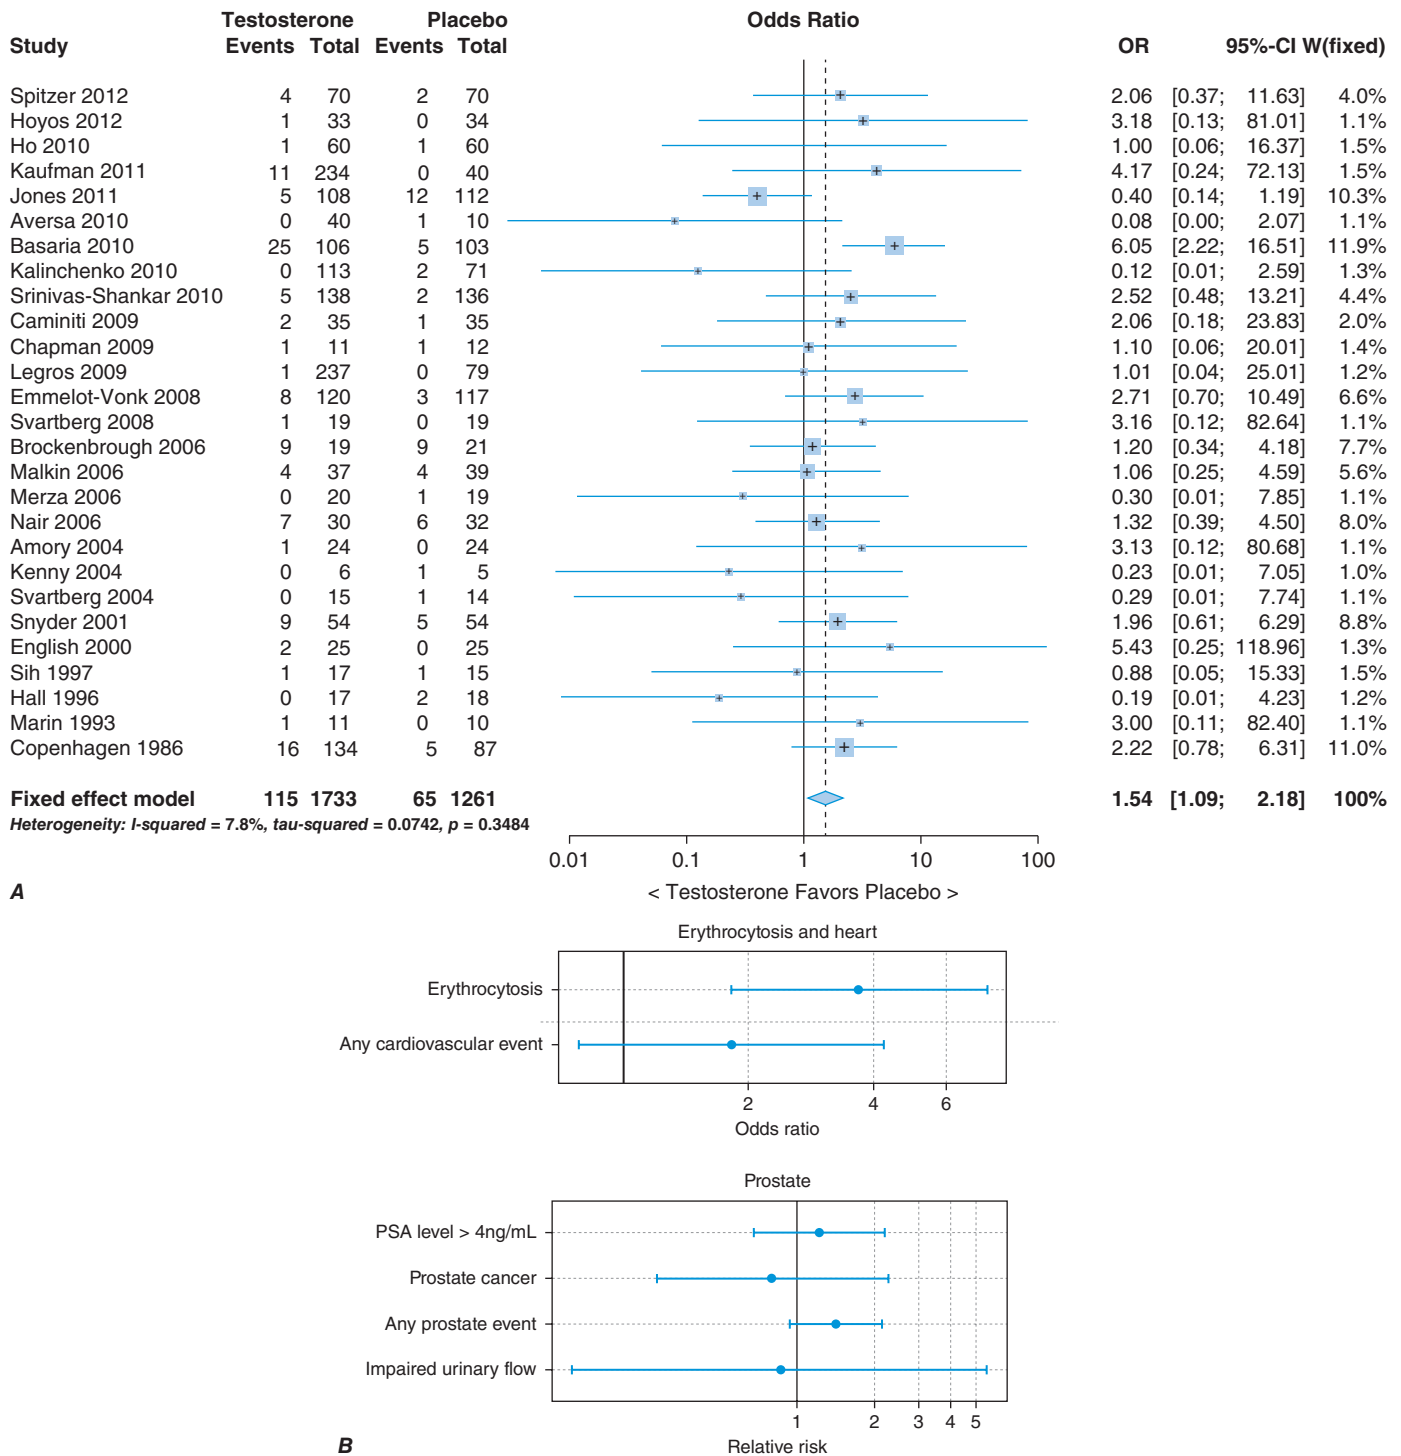 Testosterone Placebo Odds Ratio
Study Events Total Events Total OR 95%-CI W(fixed)
Spitzer 2012 4 70 2 70 2.06 [0.37; 11.63] 4.0%
Hoyos 2012 1 33 0 34 3.18 [0.13; 81.01] 1.1%
Ho 2010 1 60 1 60 1.00 [0.06; 16.37] 1.5%
Kaufman 2011 11 234 0 40 4.17 [0.24; 72.13] 1.5%
Jones 2011 5 108 12 112 0.40 [0.14; 1.19] 10.3%
Aversa 2010 0 40 1 10 0.08 [0.00; 2.07] 1.1%
Basaria 2010 25 106 5 103 6.05 [2.22; 16.51] 11.9%
Kalinchenko 2010 0 113 2 71 0.12 [0.01; 2.59] 1.3%
Srinivas-Shankar 2010 5 138 2 136 2.52 [0.48; 13.21] 4.4%
Caminiti 2009 2 35 1 35 2.06 [0.18; 23.83] 2.0%
Chapman 2009 1 11 1 12 1.10 [0.06; 20.01] 1.4%
Legros 2009 1 237 0 79 1.01 [0.04; 25.01] 1.2%
Emmelot-Vonk 2008 8 120 3 117 2.71 [0.70; 10.49] 6.6%
Svartberg 2008 1 19 0 19 3.16 [0.12; 82.64] 1.1%
Brockenbrough 2006 9 19 9 21 1.20 [0.34; 4.18] 7.7%
Malkin 2006 4 37 4 39 1.06 [0.25; 4.59] 5.6%
Merza 2006 0 20 1 19 0.30 [0.01; 7.85] 1.1%
Nair 2006 7 30 6 32 1.32 [0.39; 4.50] 8.0%
Amory 2004 1 24 0 24 3.13 [0.12; 80.68] 1.1%
Kenny 2004 0 6 1 5 0.23 [0.01; 7.05] 1.0%
Svartberg 2004 0 15 1 14 0.29 [0.01; 7.74] 1.1%
Snyder 2001 9 54 5 54 1.96 [0.61; 6.29] 8.8%
English 2000 2 25 0 25 5.43 [0.25; 118.96] 1.3%
Sih 1997 1 17 1 15 0.88 [0.05; 15.33] 1.5%
Hall 1996 0 17 2 18 0.19 [0.01; 4.23] 1.2%
Marin 1993 1 11 0 10 3.00 [0.11; 82.40] 1.1%
Copenhagen 1986 16 134 5 87 2.22 [0.78; 6.31] 11.0%
Fixed effect model 115 1733 65 1261 1.54 [1.09; 2.18] 100%
Heterogeneity: I-squared = 7.8%, tau-squared = 0.0742, p = 0.3484
0.01 0.1 1 10 100
A < Testosterone Favors Placebo >
Erythrocytosis and heart
Erythrocytosis
Any cardiovascular event
2 4 6
Odds ratio
Prostate
PSA level > 4ng/mL
Prostate cancer
Any prostate event
Impaired urinary flow
1 2 3 4 5
B Relative risk